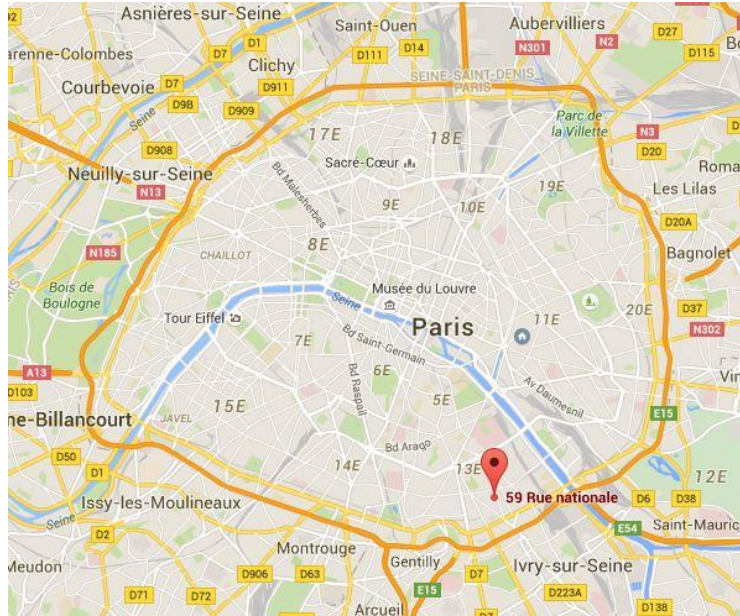 Asnières-sur-Seine
Saint-Ouen
Aubervilliers
D27
N2
D1
D14
N301
D115
D7
D111
arenne-Colombes
Clichy
SEINE-SAINT-DENIS
PARIS
D7
D911
Courbevoie
D9B
D909
Seine
Parc de
la Villette
17E
18E
N3
D908
D20
Sacré-Cœur
Roma
Neuilly-sur-Seine
Bd Malesherbes
19E
Les Lilas
N13
9E
10E
D20A
8E
N185
CHAILLOT
Bagnolet
Bois de
Boulogne
Musée du Louvre
Seine
20E
D37
Tour Eiffel
Paris
11E
N302
7E
Bd Saint-Germain
A13
Bd Raspail
6E
Av Daumesnil
Vin
D103
5E
15E
ne-Billancourt
JAVEL
E15
Bd Arago
D50
14E
13E
12E
D1
59 Rue nationale
D6
D38
Issy-les-Moulineaux
Seine
E54
Saint-Mauric
D2
Montrouge
Gentilly
Ivry-sur-Seine
Meudon
D906
D63
D7
E15
D223A
D71
D72
Arcueil
D7
D138